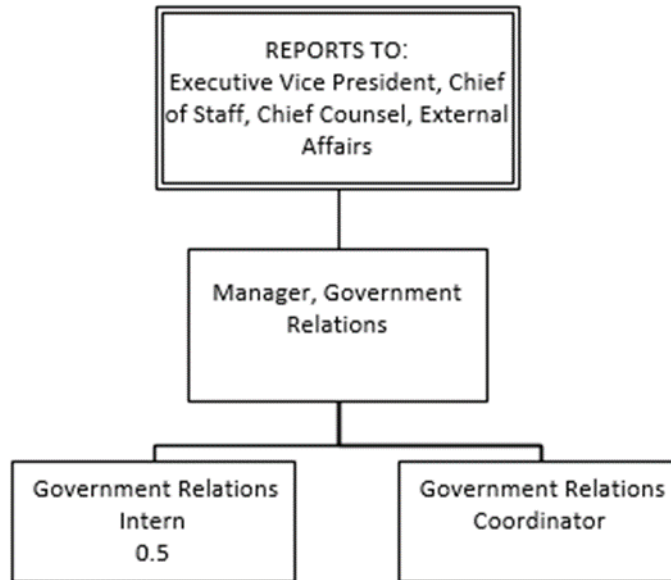 REPORTS TO:
Executive Vice President, Chief
of Staff, Chief Counsel, External
Affairs
Manager, Government
Relations
Government Relations
Intern
0.5
Government Relations
Coordinator